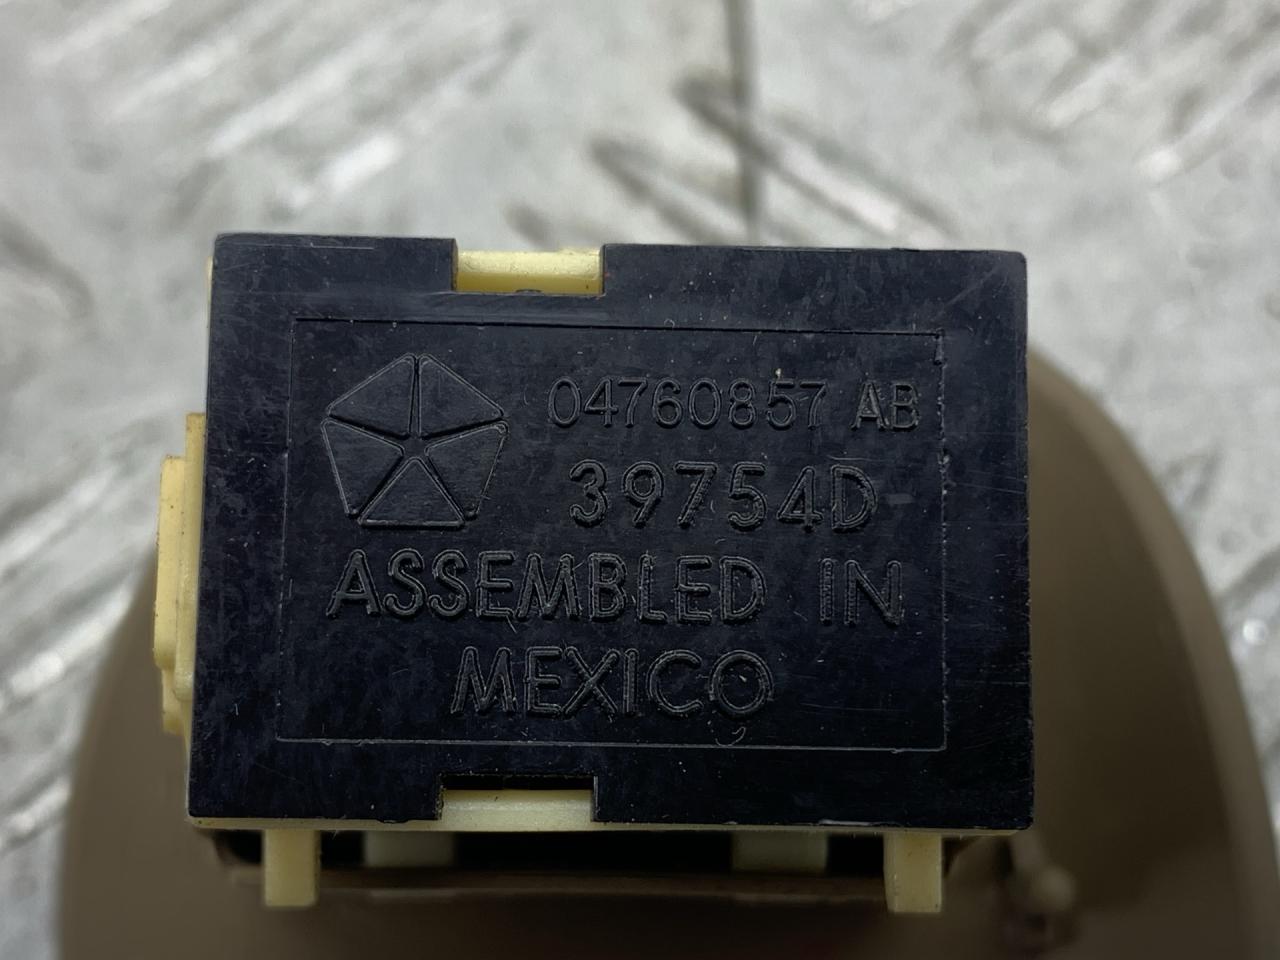 04760857 AB
39754D
ASSEMBLED IN
MEXICO